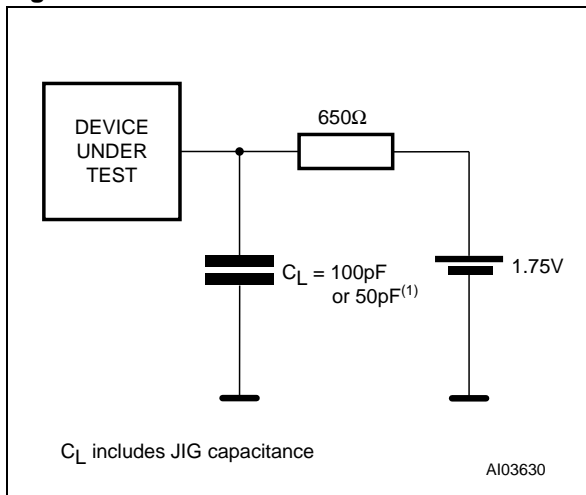 DEVICE
UNDER
TEST
650Ω
CL = 100pF
or 50pF(1)
1.75V
CL includes JIG capacitance
AI03630